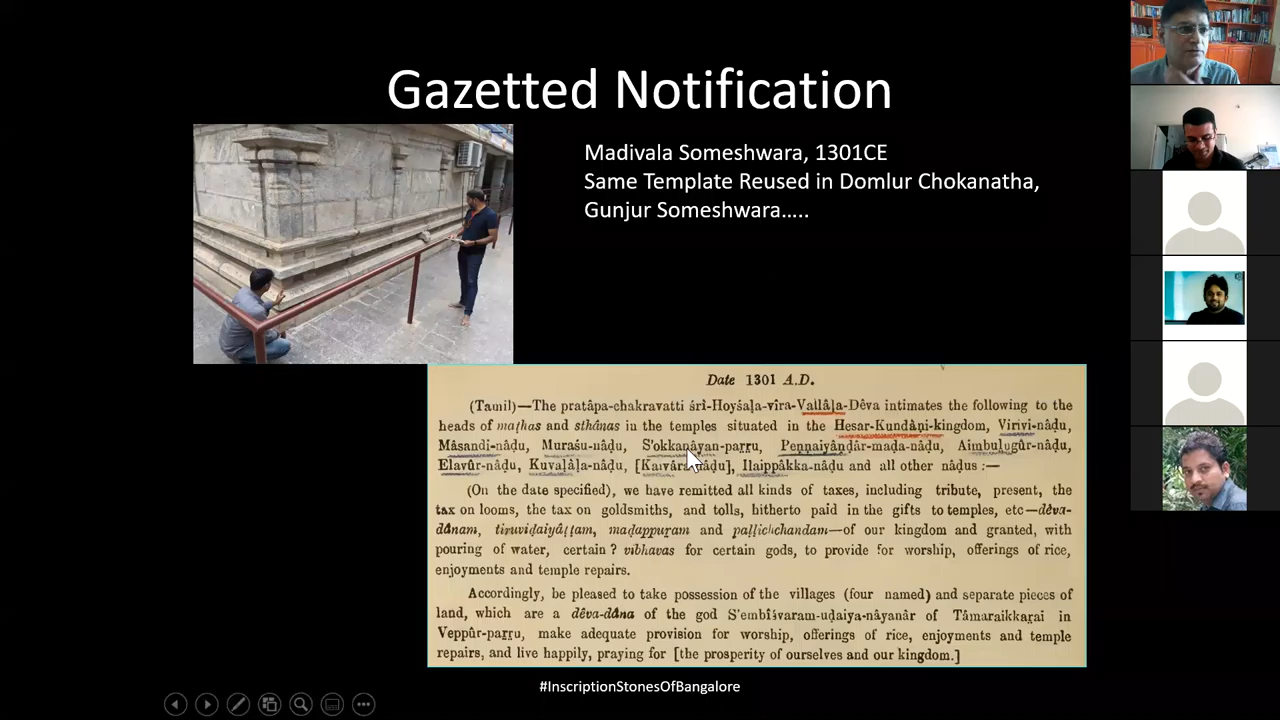 Gazetted Notification
Madivala Someshwara, 1301CE
Same Template Reused in Domlur Chokanatha,
Gunjur Someshwara…..
Date 1301 A.D.
(Tamil)—The pratâpa-chakravatti śrî-Hoyśaḷa-vîra-Vallâḷa-Dêva intimates the following to the
heads of maṭhas and sthânas in the temples situated in the Hesar-Kundâṇi-kingdom, Virivi-nâḍu,
Mâsandi-nâḍu, Muraśu-nâḍu, S'okkanâyan-paṟṟu, Peṇṇaiyâṇḍâr-maḍa-nâḍu, Aimbulugûr-nâḍu,
Elavûr-nâḍu, Kuvaḷâla-nâḍu, [Kaivâra-nâḍu], Ilaippâkka-nâḍu and all other nâḍus :—
(On the date specified), we have remitted all kinds of taxes, including tribute, present, the
tax on looms, the tax on goldsmiths, and tolls, hitherto paid in the gifts to temples, etc—dêva-
dânam, tiruviḍaiyâṭṭam, maḍappuṟam and paḷḷichchandam—of our kingdom and granted, with
pouring of water, certain ? vibhavas for certain gods, to provide for worship, offerings of rice,
enjoyments and temple repairs.
Accordingly, be pleased to take possession of the villages (four named) and separate pieces of
land, which are a dêva-dâna of the god S'embîśvaram-uḍaiya-nâyanâr of Tâmaraikkaṟai in
Veppûr-paṟṟu, make adequate provision for worship, offerings of rice, enjoyments and temple
repairs, and live happily, praying for [the prosperity of ourselves and our kingdom.]
#InscriptionStonesOfBangalore